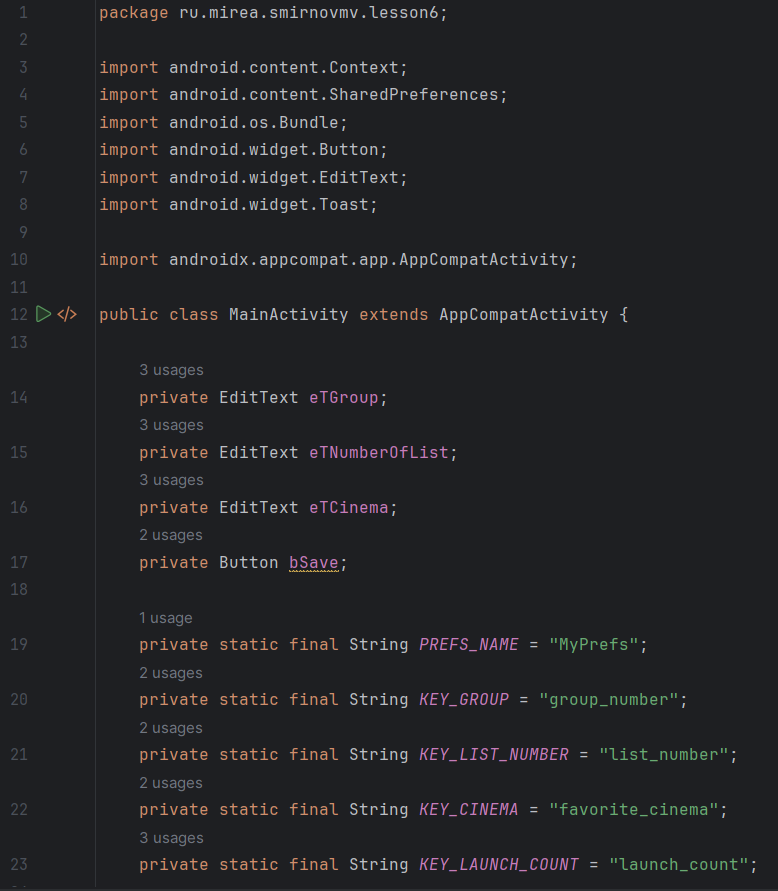 1 package ru.mirea.smirnovmv.lesson6;
2
3 import android.content.Context;
4 import android.content.SharedPreferences;
5 import android.os.Bundle;
6 import android.widget.Button;
7 import android.widget.EditText;
8 import android.widget.Toast;
9
10 import androidx.appcompat.app.AppCompatActivity;
11
12 </> public class MainActivity extends AppCompatActivity {
13
3 usages
14 private EditText eTGroup;
3 usages
15 private EditText eTNumberOfList;
3 usages
16 private EditText eTCinema;
2 usages
17 private Button bSave;
18
1 usage
19 private static final String PREFS_NAME = "MyPrefs";
2 usages
20 private static final String KEY_GROUP = "group_number";
2 usages
21 private static final String KEY_LIST_NUMBER = "list_number";
2 usages
22 private static final String KEY_CINEMA = "favorite_cinema";
3 usages
23 private static final String KEY_LAUNCH_COUNT = "launch_count";